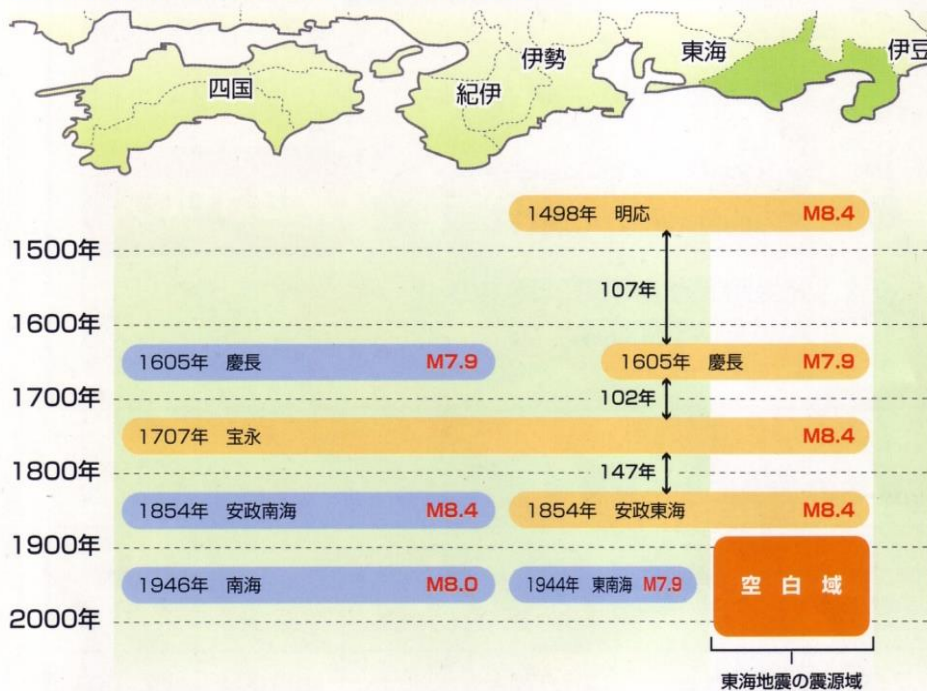 四国
紀伊
伊勢
東海
伊豆
1498年 明応 M8.4
1500年
107年
1600年
1605年 慶長 M7.9
1605年 慶長 M7.9
1700年
102年
1707年 宝永 M8.4
1800年
147年
1854年 安政南海 M8.4
1854年 安政東海 M8.4
1900年
1946年 南海 M8.0
1944年 東南海 M7.9
空白域
2000年
東海地震の震源域